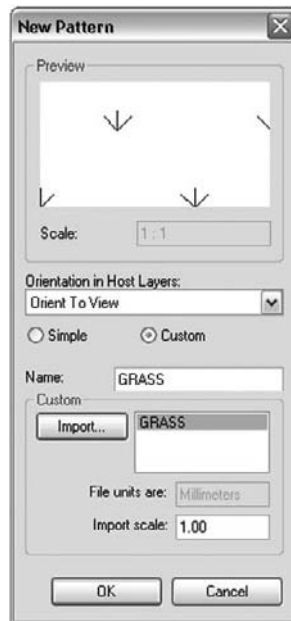 New Pattern
Preview
Scale: 1 : 1
Orientation in Host Layers:
Orient To View
Simple Custom
Name: GRASS
Custom
Import... GRASS
File units are: Millimeters
Import scale: 1.00
OK Cancel